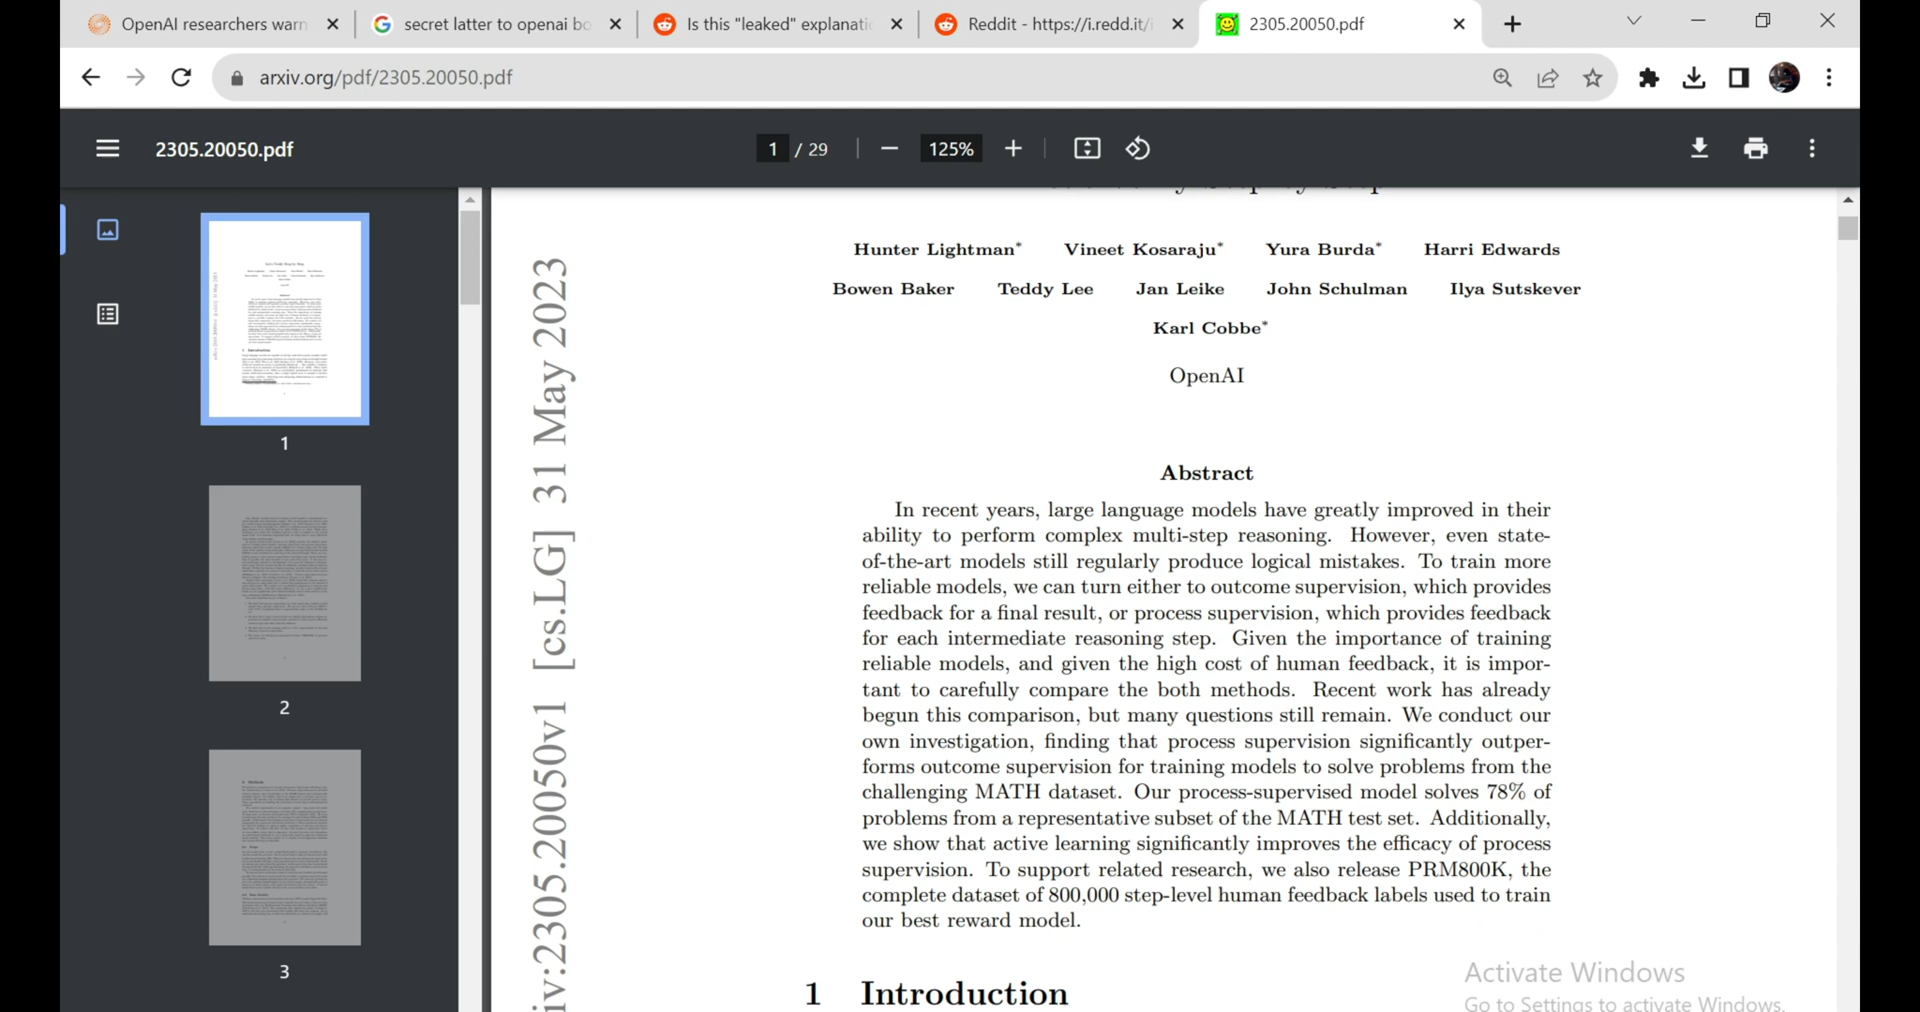 OpenAI researchers warn
secret latter to openai bo
Is this "leaked" explanati
Reddit - https://i.redd.it/i
2305.20050.pdf
arxiv.org/pdf/2305.20050.pdf
2305.20050.pdf
1 / 29
125%
1
2
3
arXiv:2305.20050v1 [cs.LG] 31 May 2023
Hunter Lightman* Vineet Kosaraju* Yura Burda* Harri Edwards
Bowen Baker Teddy Lee Jan Leike John Schulman Ilya Sutskever
Karl Cobbe*
OpenAI
Abstract
In recent years, large language models have greatly improved in their
ability to perform complex multi-step reasoning. However, even state-
of-the-art models still regularly produce logical mistakes. To train more
reliable models, we can turn either to outcome supervision, which provides
feedback for a final result, or process supervision, which provides feedback
for each intermediate reasoning step. Given the importance of training
reliable models, and given the high cost of human feedback, it is impor-
tant to carefully compare the both methods. Recent work has already
begun this comparison, but many questions still remain. We conduct our
own investigation, finding that process supervision significantly outper-
forms outcome supervision for training models to solve problems from the
challenging MATH dataset. Our process-supervised model solves 78% of
problems from a representative subset of the MATH test set. Additionally,
we show that active learning significantly improves the efficacy of process
supervision. To support related research, we also release PRM800K, the
complete dataset of 800,000 step-level human feedback labels used to train
our best reward model.
1 Introduction
Activate Windows
Go to Settings to activate Windows.